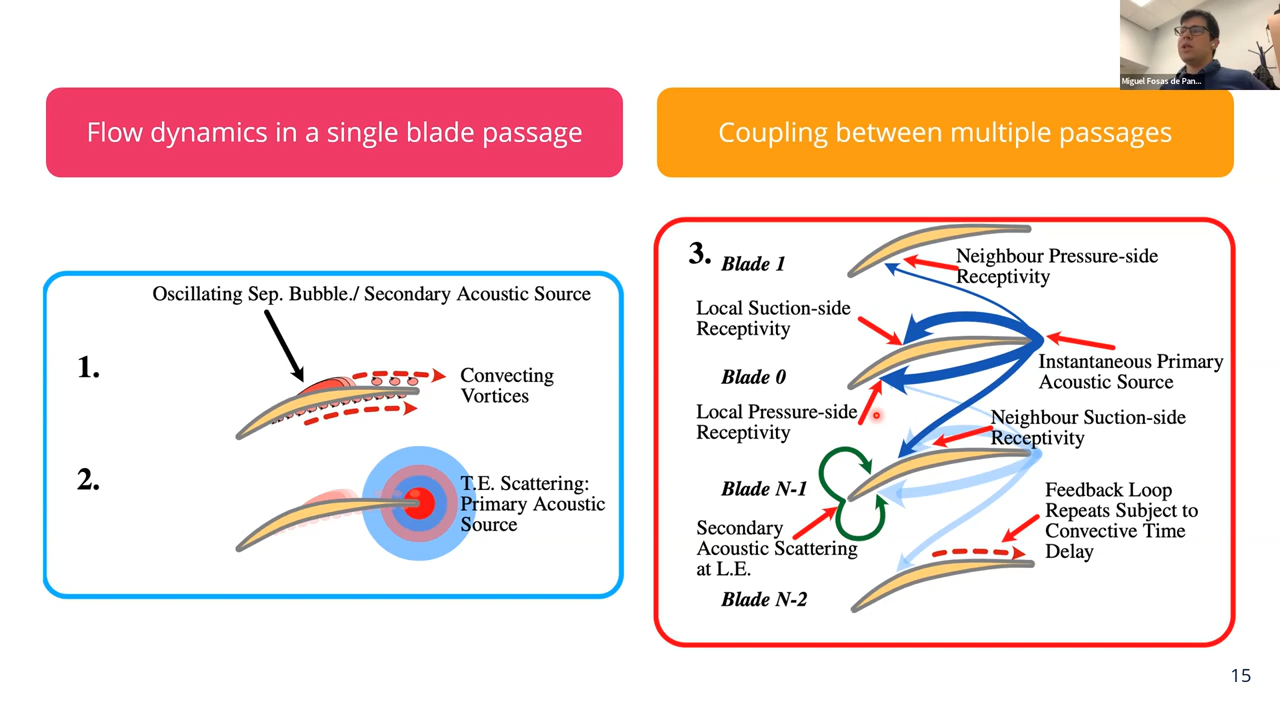 Miguel Fosas de Pan...
Flow dynamics in a single blade passage
Coupling between multiple passages
Oscillating Sep. Bubble./ Secondary Acoustic Source
1.
Convecting
Vortices
2.
T.E. Scattering:
Primary Acoustic
Source
3.
Blade 1
Neighbour Pressure-side
Receptivity
Local Suction-side
Receptivity
Instantaneous Primary
Acoustic Source
Blade 0
Local Pressure-side
Receptivity
Neighbour Suction-side
Receptivity
Blade N-1
Feedback Loop
Repeats Subject to
Convective Time
Delay
Secondary
Acoustic Scattering
at L.E.
Blade N-2
15